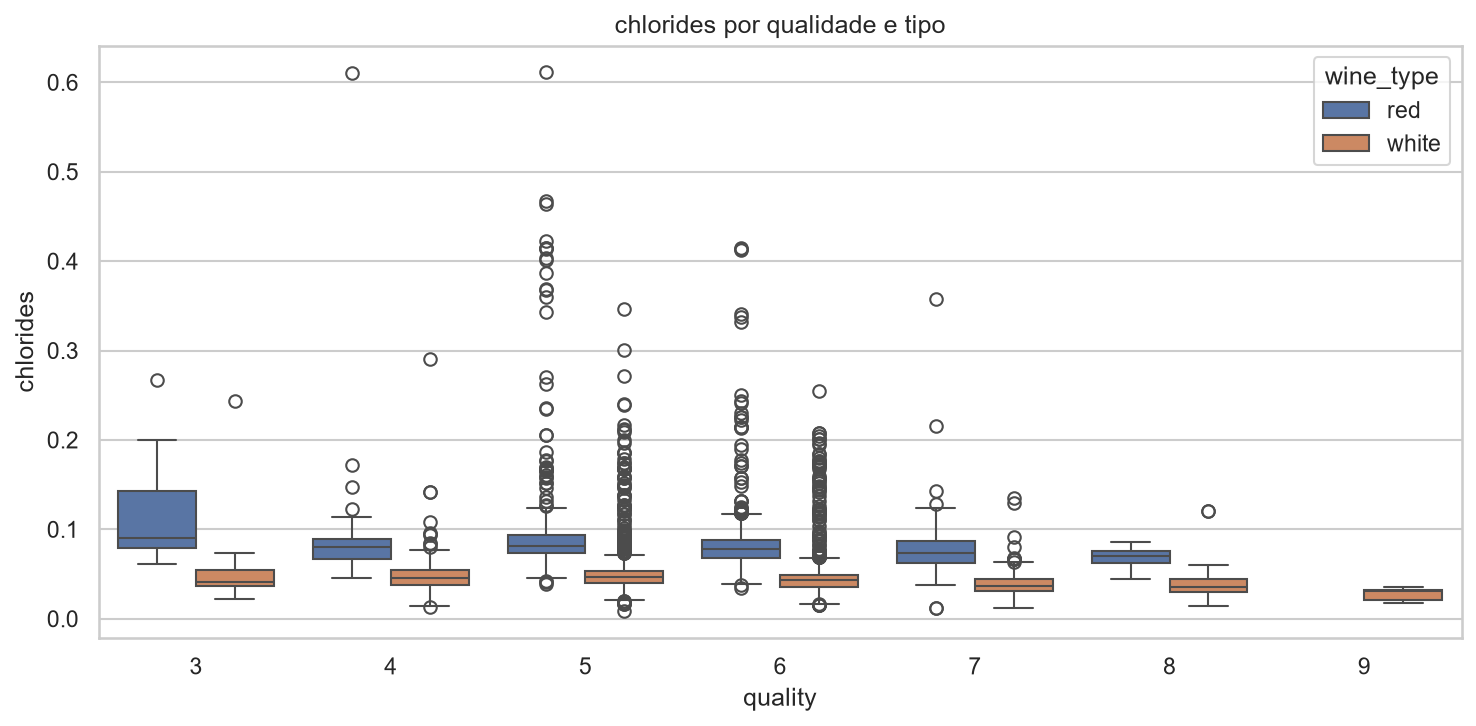 chlorides por qualidade e tipo
wine_type
red
white
0.6
0.5
0.4
0.3
0.2
0.1
0.0
chlorides
3 4 5 6 7 8 9
quality